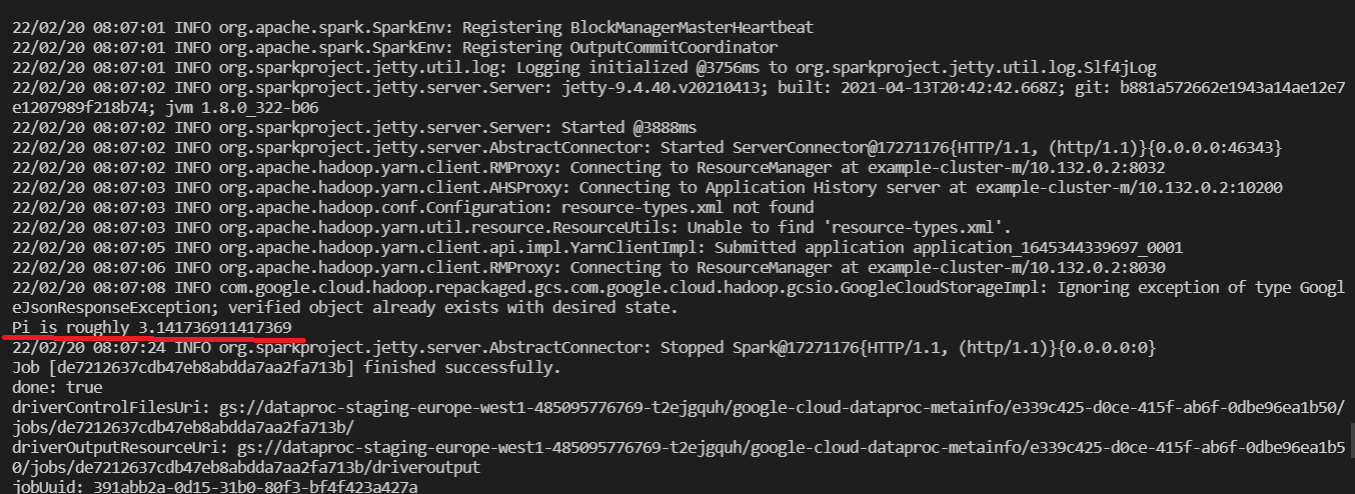 22/02/20 08:07:01 INFO org.apache.spark.SparkEnv: Registering BlockManagerMasterHeartbeat
22/02/20 08:07:01 INFO org.apache.spark.SparkEnv: Registering OutputCommitCoordinator
22/02/20 08:07:01 INFO org.sparkproject.jetty.util.log: Logging initialized @3756ms to org.sparkproject.jetty.util.log.Slf4jLog
22/02/20 08:07:02 INFO org.sparkproject.jetty.server.Server: jetty-9.4.40.v20210413; built: 2021-04-13T20:42:42.668Z; git: b881a572662e1943a14ae12e7
e1207989f218b74; jvm 1.8.0_322-b06
22/02/20 08:07:02 INFO org.sparkproject.jetty.server.Server: Started @3888ms
22/02/20 08:07:02 INFO org.sparkproject.jetty.server.AbstractConnector: Started ServerConnector@17271176{HTTP/1.1, (http/1.1)}{0.0.0.0:46343}
22/02/20 08:07:02 INFO org.apache.hadoop.yarn.client.RMProxy: Connecting to ResourceManager at example-cluster-m/10.132.0.2:8032
22/02/20 08:07:03 INFO org.apache.hadoop.yarn.client.AHSProxy: Connecting to Application History server at example-cluster-m/10.132.0.2:10200
22/02/20 08:07:03 INFO org.apache.hadoop.conf.Configuration: resource-types.xml not found
22/02/20 08:07:03 INFO org.apache.hadoop.yarn.util.resource.ResourceUtils: Unable to find 'resource-types.xml'.
22/02/20 08:07:05 INFO org.apache.hadoop.yarn.client.api.impl.YarnClientImpl: Submitted application application_1645344339697_0001
22/02/20 08:07:06 INFO org.apache.hadoop.yarn.client.RMProxy: Connecting to ResourceManager at example-cluster-m/10.132.0.2:8030
22/02/20 08:07:08 INFO com.google.cloud.hadoop.repackaged.gcs.com.google.cloud.hadoop.gcsio.GoogleCloudStorageImpl: Ignoring exception of type Googl
eJsonResponseException; verified object already exists with desired state.
Pi is roughly 3.141736911417369
22/02/20 08:07:24 INFO org.sparkproject.jetty.server.AbstractConnector: Stopped Spark@17271176{HTTP/1.1, (http/1.1)}{0.0.0.0:0}
Job [de7212637cdb47eb8abdda7aa2fa713b] finished successfully.
done: true
driverControlFilesUri: gs://dataproc-staging-europe-west1-485095776769-t2ejgquh/google-cloud-dataproc-metainfo/e339c425-d0ce-415f-ab6f-0dbe96ea1b50/
jobs/de7212637cdb47eb8abdda7aa2fa713b/
driverOutputResourceUri: gs://dataproc-staging-europe-west1-485095776769-t2ejgquh/google-cloud-dataproc-metainfo/e339c425-d0ce-415f-ab6f-0dbe96ea1b5
0/jobs/de7212637cdb47eb8abdda7aa2fa713b/driveroutput
jobUuid: 391abb2a-0d15-31b0-80f3-bf4f423a427a